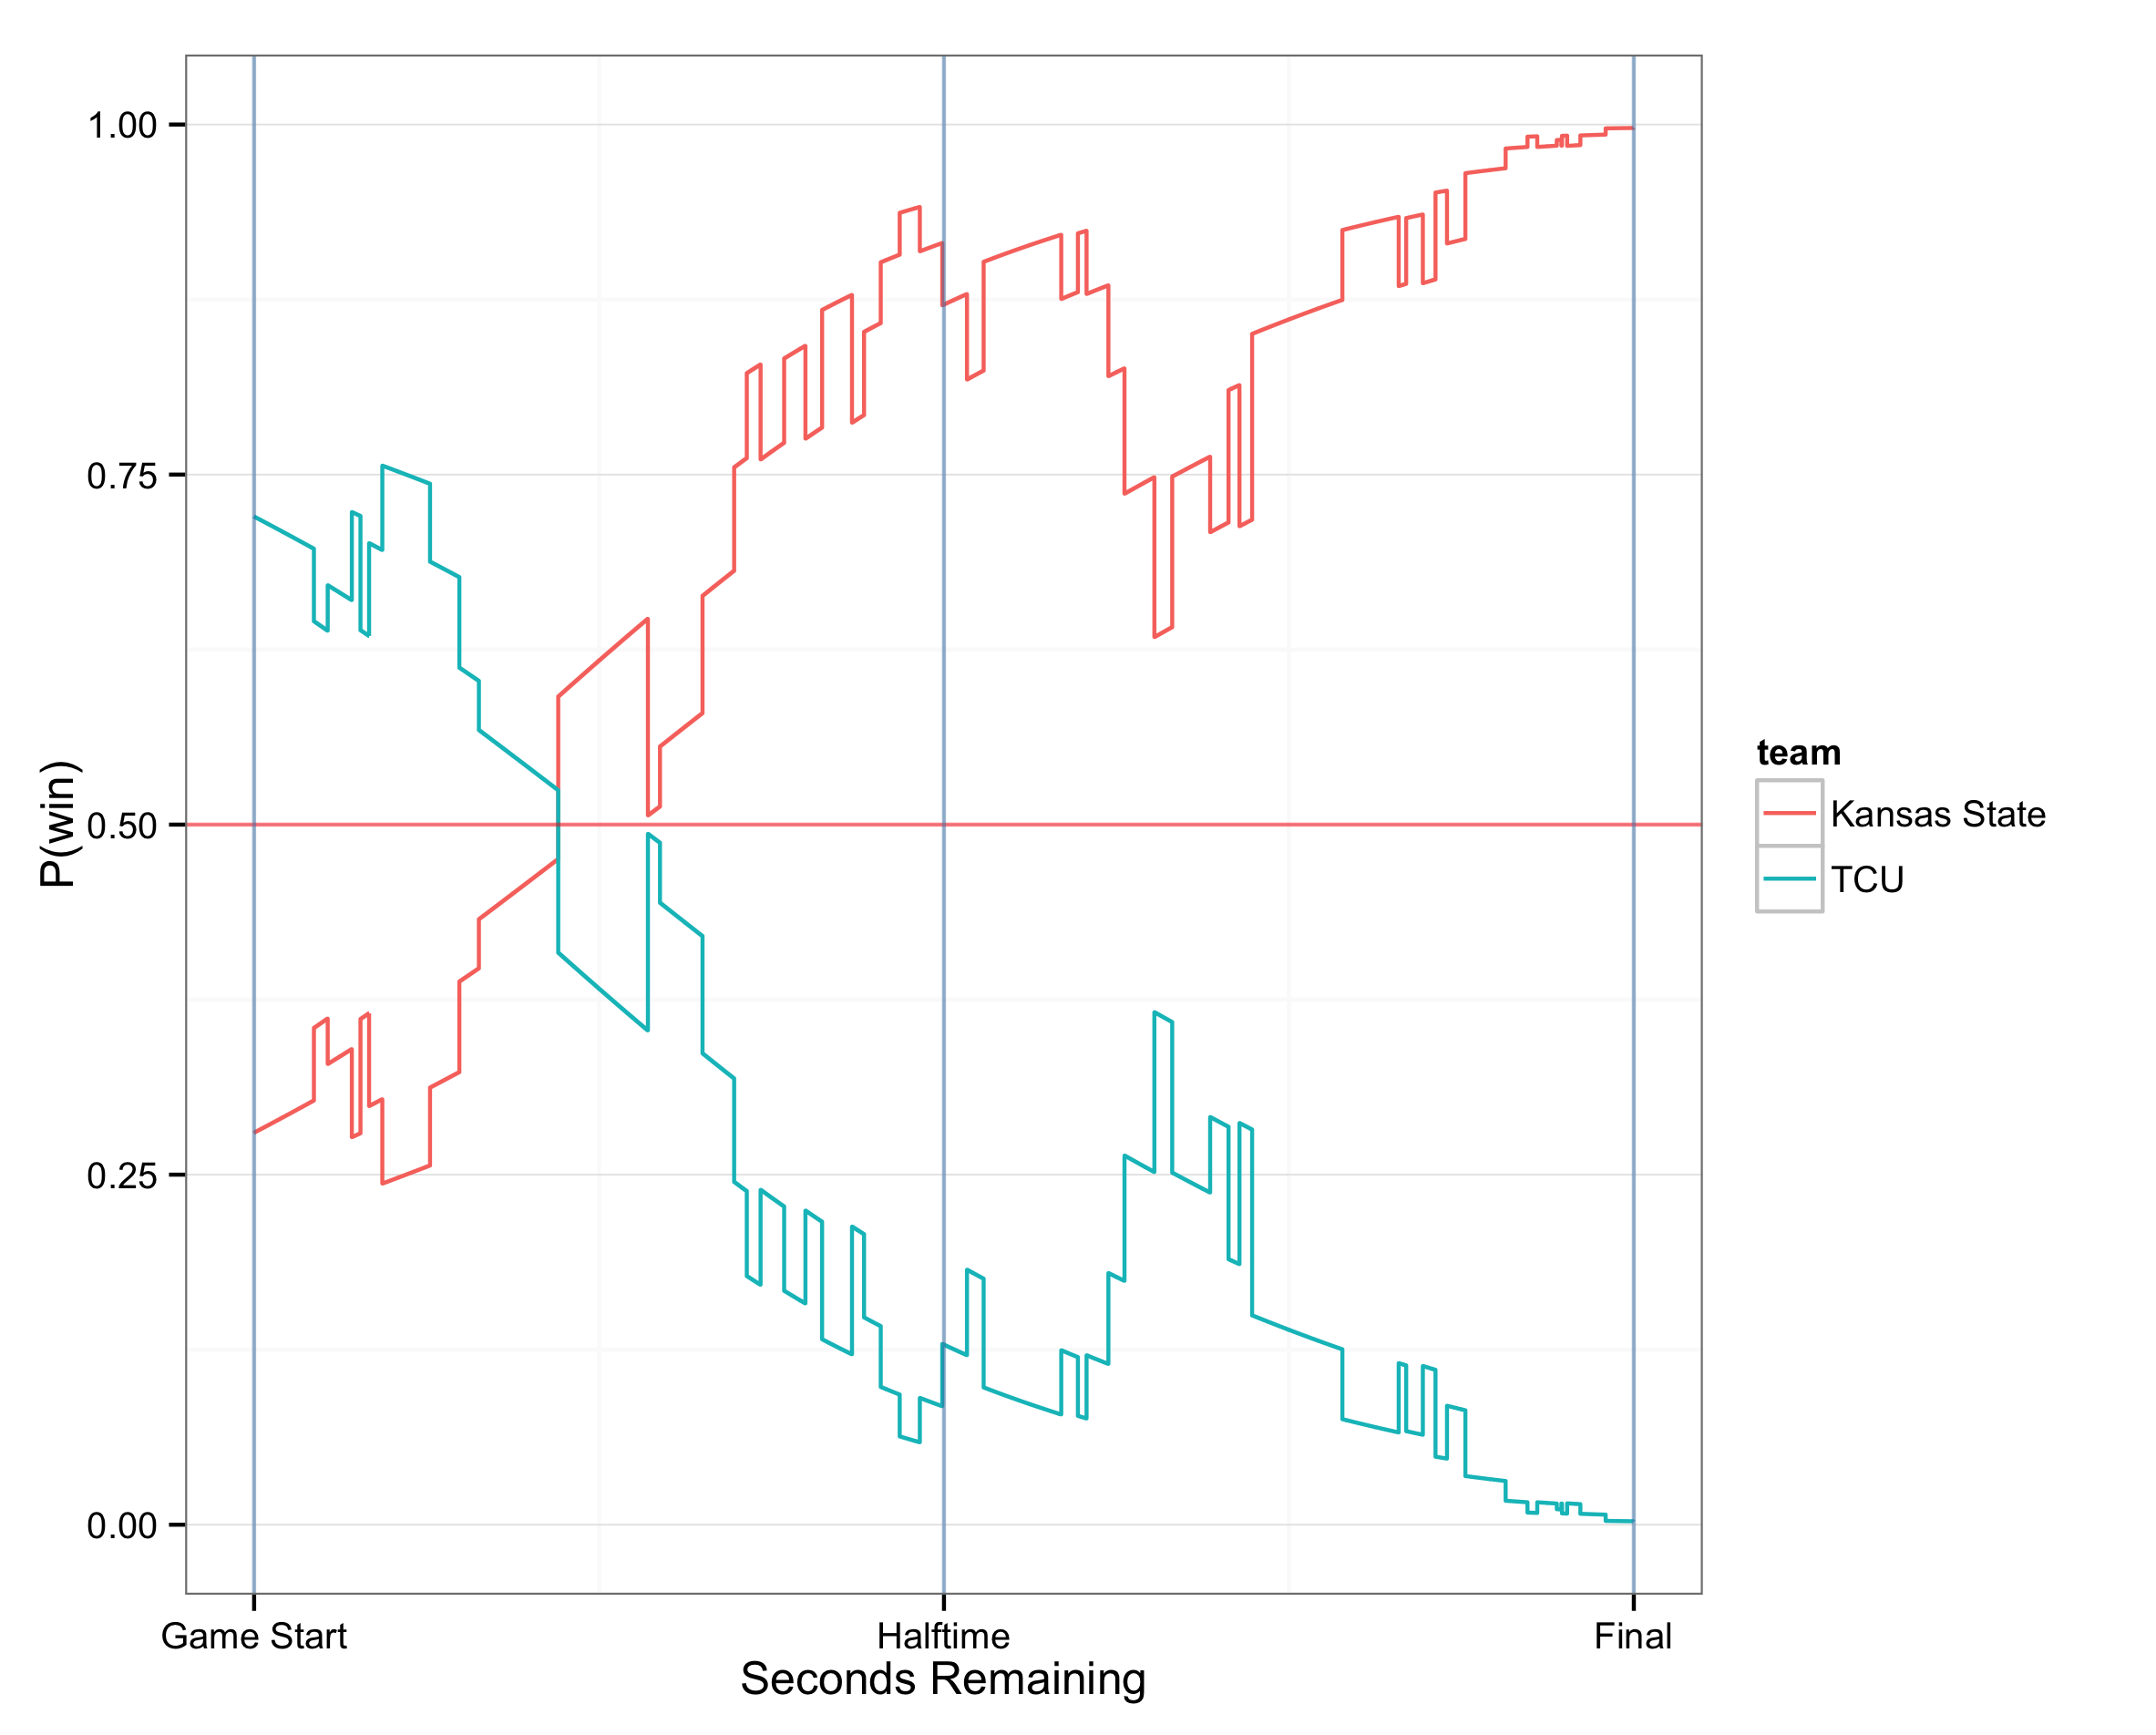 P(win)
1.00
0.75
0.50
0.25
0.00
Game Start
Halftime
Final
Seconds Remaining
team
Kansas State
TCU